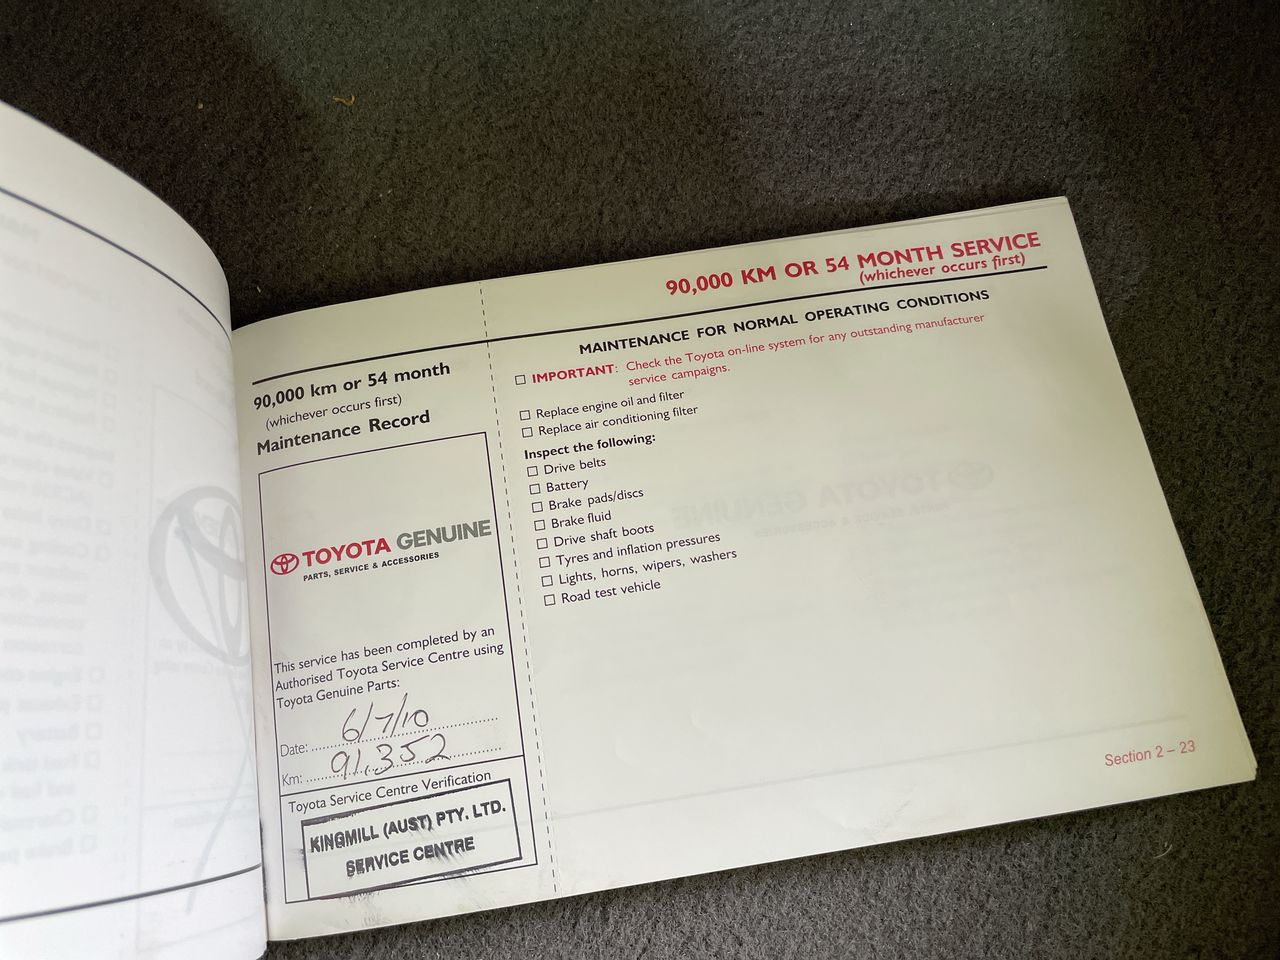 90,000 km or 54 month
(whichever occurs first)
Maintenance Record
TOYOTA GENUINE
PARTS, SERVICE & ACCESSORIES
This service has been completed by an
Authorised Toyota Service Centre using
Toyota Genuine Parts:
Date: 6/7/10
Km: 91,352
Toyota Service Centre Verification
KINGMILL (AUST) PTY. LTD.
SERVICE CENTRE
90,000 KM OR 54 MONTH SERVICE
(whichever occurs first)
MAINTENANCE FOR NORMAL OPERATING CONDITIONS
IMPORTANT: Check the Toyota on-line system for any outstanding manufacturer
service campaigns.
Replace engine oil and filter
Replace air conditioning filter
Inspect the following:
Drive belts
Battery
Brake pads/discs
Brake fluid
Drive shaft boots
Tyres and inflation pressures
Lights, horns, wipers, washers
Road test vehicle
Section 2 – 23